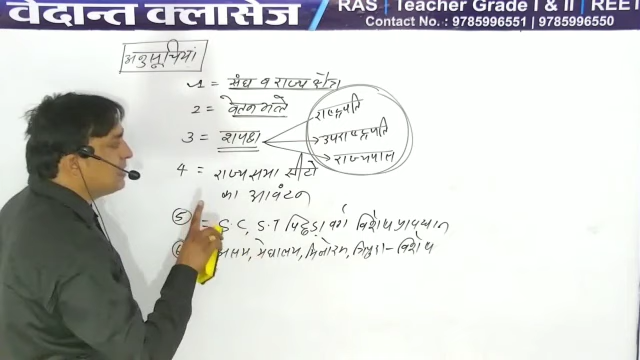 वेदान्त क्लासेज
RAS | Teacher Grade I & II | REET
Contact No. : 9785996551 | 9785996550
अनुसूचियां
1 = संघ व राज्य क्षेत्र
2 = वेतन भत्ते
3 = शपथ
राष्ट्रपति
उपराष्ट्रपति
राज्यपाल
4 = राज्यसभा सीटो
का आवंटन
5 = S.C, S.T पिछड़ा वर्ग विशेष प्रावधान
6 असम, मेघालय, मिजोरम, त्रिपुरा - विशेष